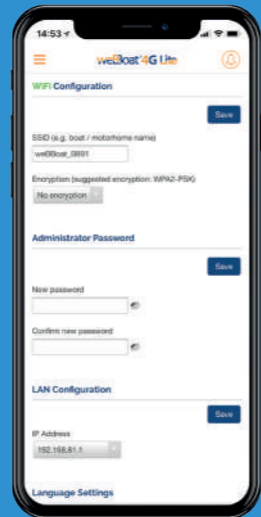 14:53
weBBoat 4G Lite
WiFi Configuration
Save
SSID (e.g. boat / motorhome name)
weBBoat_0891
Encryption (suggested encryption: WPA2-PSK)
No encryption
Administrator Password
Save
New password
Confirm new password
LAN Configuration
Save
IP Address
192.168.81.1
Language Settings